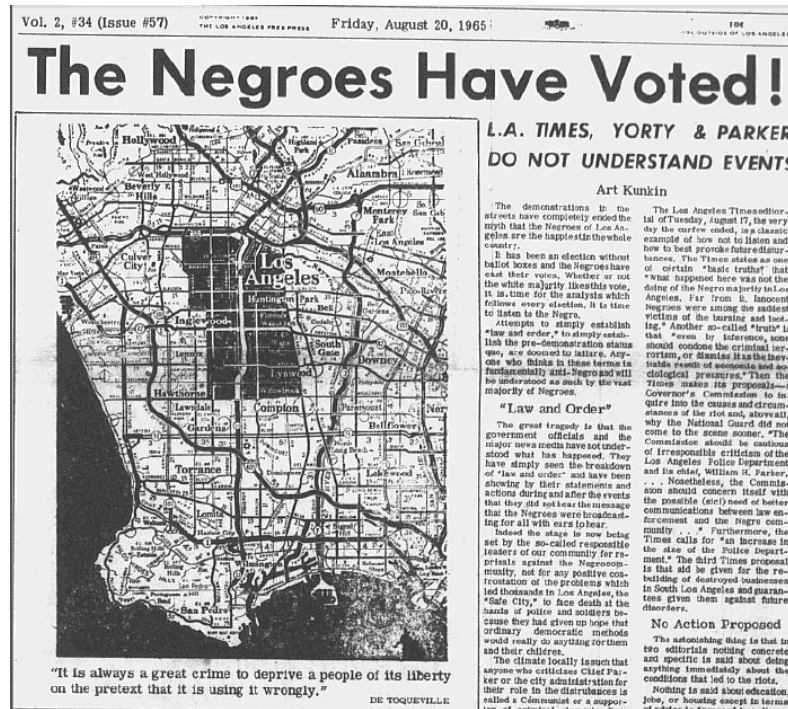 Vol. 2, #34 (Issue #57)
THE LOS ANGELES FREE PRESS
Friday, August 20, 1965
10¢
The Negroes Have Voted!
L.A. TIMES, YORTY & PARKER
DO NOT UNDERSTAND EVENTS
Art Kunkin
The demonstrations in the
streets have completely ended the
myth that the Negroes of Los An-
geles are the happiest in the whole
country.
It has been an election without
ballot boxes and the Negroes have
cast their votes. Whether or not
the white majority likes this vote,
it is time for the analysis which
follows every election. It is time
to listen to the Negro.
Attempts to simply establish
"law and order," to simply estab-
lish the pre-demonstration status
quo, are doomed to failure. Any-
one who thinks in these terms is
fundamentally anti-Negro and will
be understood as such by the vast
majority of Negroes.
"Law and Order"
The great tragedy is that the
government officials and the
major news media have not under-
stood what has happened. They
have simply seen the breakdown
of "law and order" and have been
showing by their statements and
actions during and after the events
that they did not hear the message
that the Negroes were broadcast-
ing for all with ears to hear.
Indeed the stage is now being
set by the so-called responsible
leaders of our community for re-
prisals against the Negro com-
munity, not for any positive con-
frontation of the problems which
led thousands in Los Angeles, the
"Safe City," to face death at the
hands of police and soldiers be-
cause they had given up hope that
ordinary democratic methods
would really do anything for them
and their children.
The climate locally is such that
anyone who criticizes Chief Par-
ker or the city administration for
their role in the disturbances is
called a Communist or a suppor-
The Los Angeles Times editor-
ial of Tuesday, August 17, the very
day the curfew ended, is a classic
example of how not to listen and
how to best provoke future distur-
bances. The Times states as one
of certain "basic truths" that
"What happened here was not the
doing of the Negro majority in Los
Angeles. Far from it. Innocent
Negroes were among the saddest
victims of the burning and loot-
ing." Another so-called "truth" is
that "even by inference, none
should condone the criminal ter-
rorism, or dismiss it as the inev-
itable result of economic and so-
ciological pressures." Then the
Times makes its proposals—a
Governor's Commission to in-
quire into the causes and circum-
stances of the riot and, above all,
why the National Guard did not
come to the scene sooner. "The
Commission should be cautious
of irresponsible criticism of the
Los Angeles Police Department
and its chief, William H. Parker.
. . . Nonetheless, the Commis-
sion should concern itself with
the possible (sic!) need of better
communications between law en-
forcement and the Negro com-
munity . . ." Furthermore, the
Times calls for "an increase in
the size of the Police Depart-
ment." The third Times proposal
is that aid be given for the re-
building of destroyed businesses
in South Los Angeles and guaran-
tees given them against future
disorders.
No Action Proposed
The astonishing thing is that in
two editorials nothing concrete
and specific is said about doing
anything immediately about the
conditions that led to the riots.
Nothing is said about education,
jobs, or housing except in terms
Hollywood
Highland Park
Pasadena
San Gabriel
West Hollywood
Beverly Hills
Alhambra
Monterey Park
East Los Angeles
Culver City
Los Angeles
Montebello
Huntington Park
Bell
Inglewood
South Gate
Downey
Lennox
Lynwood
Hawthorne
Lawndale
Compton
Paramount
Gardena
Bellflower
Torrance
Lakewood
Lomita
Wilmington
San Pedro
"It is always a great crime to deprive a people of its liberty
on the pretext that it is using it wrongly."
DE TOQUEVILLE